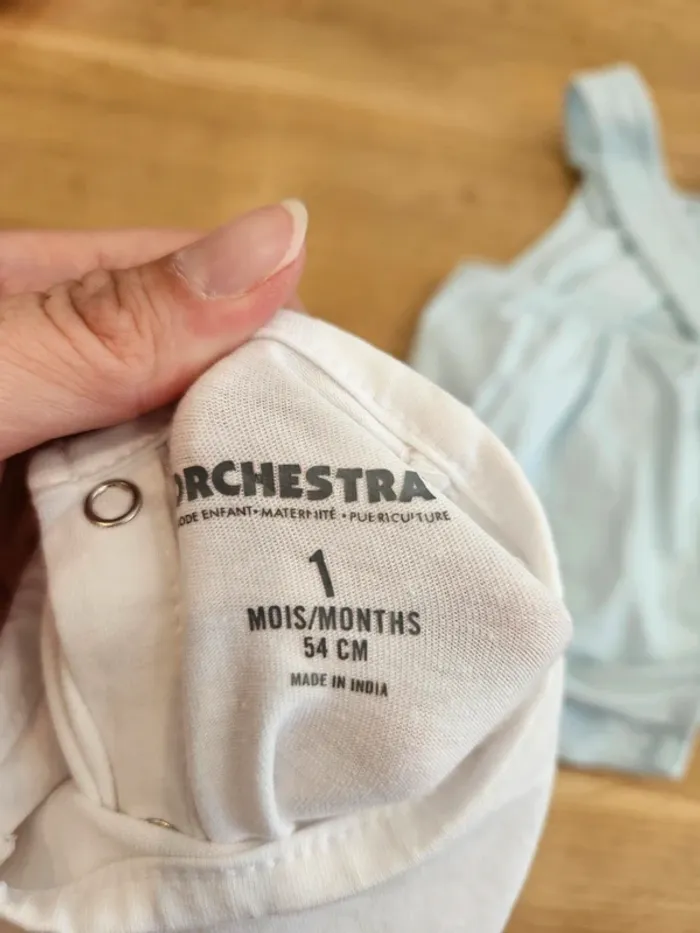 ORCHESTRA
ODE ENFANT•MATERNITÉ •PUERICULTURE
1
MOIS/MONTHS
54 CM
MADE IN INDIA